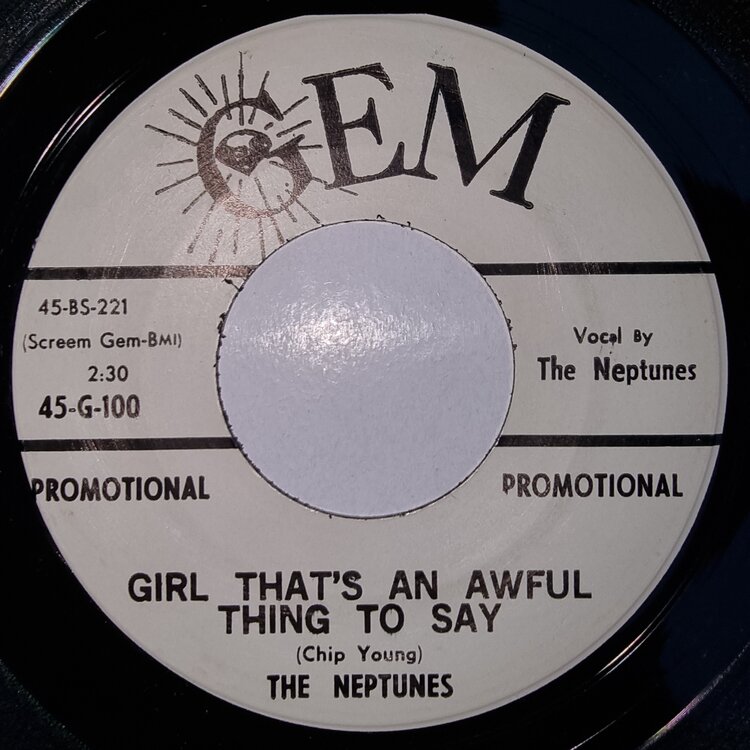 GEM
45-BS-221
(Screem Gem-BMI)
2:30
45-G-100
Vocal By
The Neptunes
PROMOTIONAL
PROMOTIONAL
GIRL THAT'S AN AWFUL
THING TO SAY
(Chip Young)
THE NEPTUNES